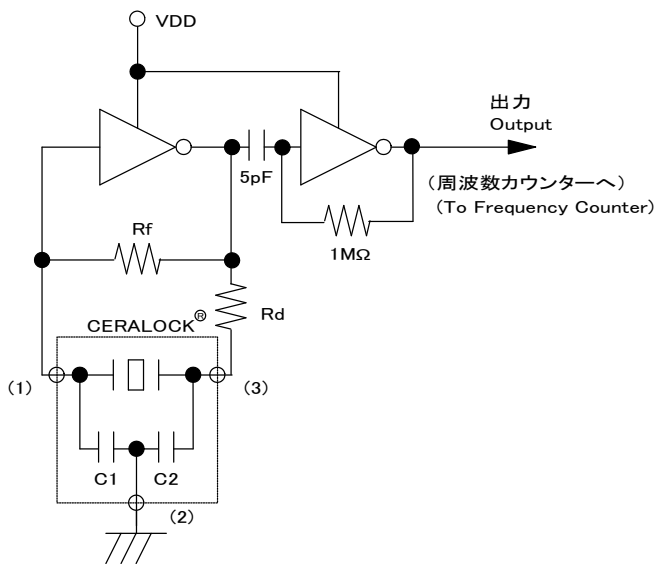 VDD
出力
Output
5pF
（周波数カウンターへ）
(To Frequency Counter)
Rf
1MΩ
Rd
CERALOCK®
(1)
(3)
C1
C2
(2)